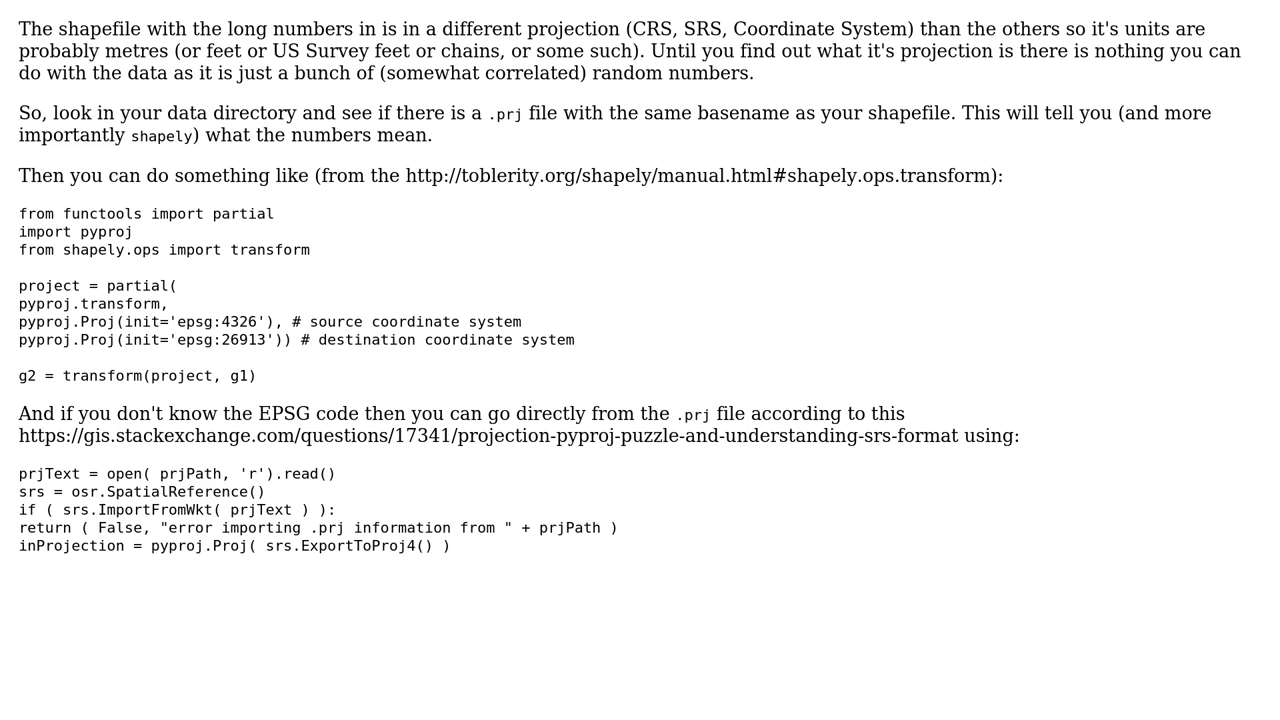 The shapefile with the long numbers in is in a different projection (CRS, SRS, Coordinate System) than the others so it's units are
probably metres (or feet or US Survey feet or chains, or some such). Until you find out what it's projection is there is nothing you can
do with the data as it is just a bunch of (somewhat correlated) random numbers.
So, look in your data directory and see if there is a .prj file with the same basename as your shapefile. This will tell you (and more
importantly shapely) what the numbers mean.
Then you can do something like (from the http://toblerity.org/shapely/manual.html#shapely.ops.transform):
from functools import partial
import pyproj
from shapely.ops import transform
project = partial(
pyproj.transform,
pyproj.Proj(init='epsg:4326'), # source coordinate system
pyproj.Proj(init='epsg:26913')) # destination coordinate system
g2 = transform(project, g1)
And if you don't know the EPSG code then you can go directly from the .prj file according to this
https://gis.stackexchange.com/questions/17341/projection-pyproj-puzzle-and-understanding-srs-format using:
prjText = open( prjPath, 'r').read()
srs = osr.SpatialReference()
if ( srs.ImportFromWkt( prjText ) ):
return ( False, "error importing .prj information from " + prjPath )
inProjection = pyproj.Proj( srs.ExportToProj4() )